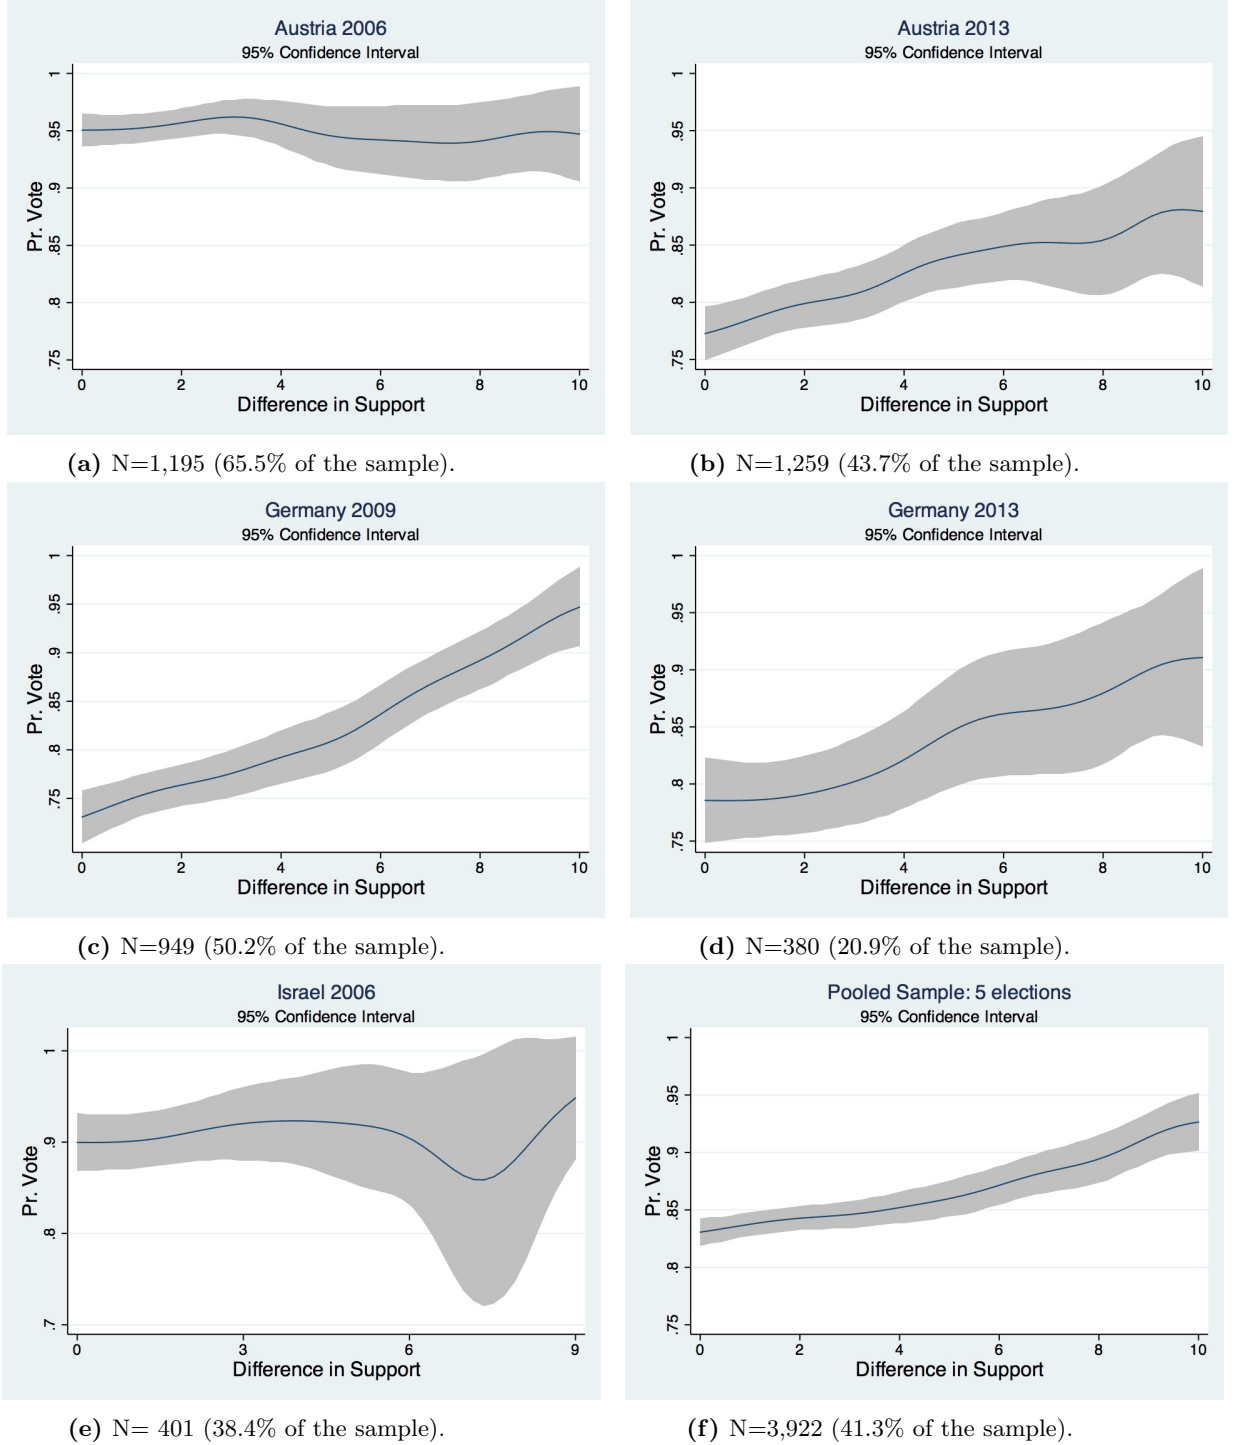 Austria 2006
95% Confidence Interval
Pr. Vote
1
.95
.9
.85
.8
.75
0 2 4 6 8 10
Difference in Support
(a) N=1,195 (65.5% of the sample).
Austria 2013
95% Confidence Interval
Pr. Vote
1
.95
.9
.85
.8
.75
0 2 4 6 8 10
Difference in Support
(b) N=1,259 (43.7% of the sample).
Germany 2009
95% Confidence Interval
Pr. Vote
1
.95
.9
.85
.8
.75
0 2 4 6 8 10
Difference in Support
(c) N=949 (50.2% of the sample).
Germany 2013
95% Confidence Interval
Pr. Vote
1
.95
.9
.85
.8
.75
0 2 4 6 8 10
Difference in Support
(d) N=380 (20.9% of the sample).
Israel 2006
95% Confidence Interval
Pr. Vote
1
.9
.8
.7
0 3 6 9
Difference in Support
(e) N= 401 (38.4% of the sample).
Pooled Sample: 5 elections
95% Confidence Interval
Pr. Vote
1
.95
.9
.85
.8
.75
0 2 4 6 8 10
Difference in Support
(f) N=3,922 (41.3% of the sample).